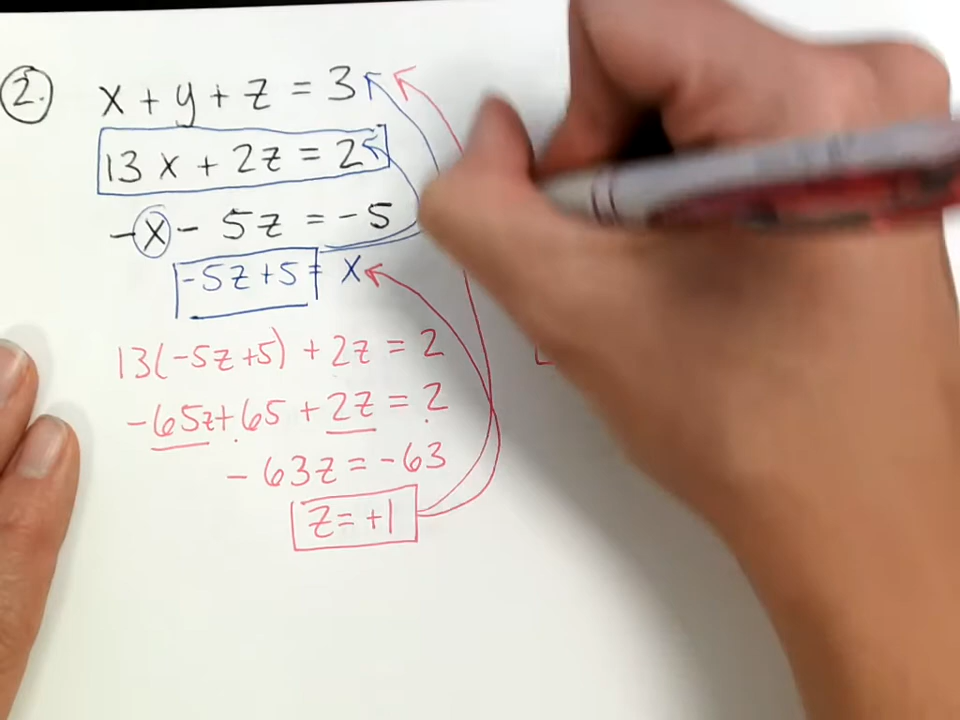 2.
x + y + z = 3
13x + 2z = 2
-x - 5z = -5
-5z+5 = x
13(-5z+5) + 2z = 2
-65z+65 + 2z = 2
-63z = -63
z = +1